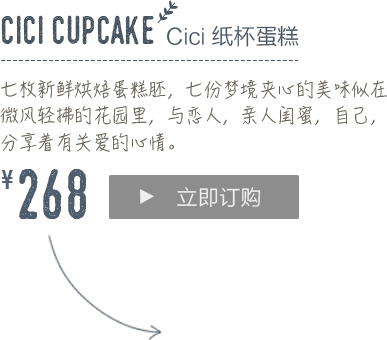 CICI CUPCAKE Cici 纸杯蛋糕
七枚新鲜烘焙蛋糕胚，七份梦境夹心的美味似在
微风轻拂的花园里，与恋人，亲人闺蜜，自己，
分享着有关爱的心情。
¥268 ▶ 立即订购